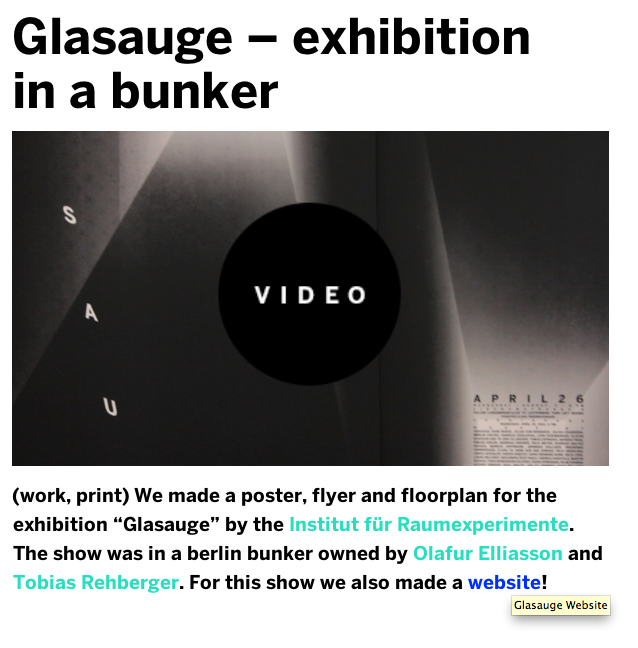 Glasauge – exhibition
in a bunker
S
A
U
VIDEO
APRIL 26
(work, print) We made a poster, flyer and floorplan for the
exhibition “Glasauge” by the Institut für Raumexperimente.
The show was in a berlin bunker owned by Olafur Elliasson and
Tobias Rehberger. For this show we also made a website!
Glasauge Website